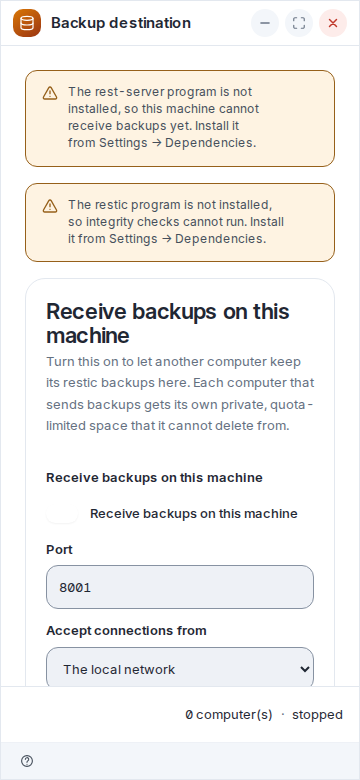 Backup destination
The rest-server program is not
installed, so this machine cannot
receive backups yet. Install it
from Settings → Dependencies.
The restic program is not installed,
so integrity checks cannot run. Install
it from Settings → Dependencies.
Receive backups on this
machine
Turn this on to let another computer keep
its restic backups here. Each computer that
sends backups gets its own private, quota-
limited space that it cannot delete from.
Receive backups on this machine
Receive backups on this machine
Port
8001
Accept connections from
The local network
0 computer(s) · stopped